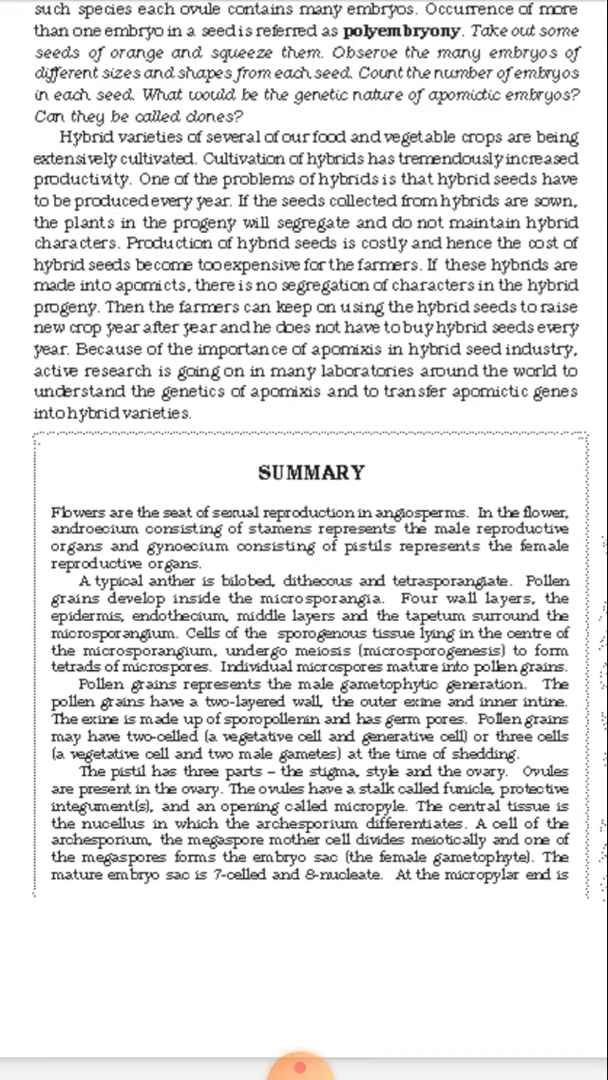 such species each ovule contains many embryos. Occurrence of more
than one embryo in a seed is referred as polyembryony. Take out some
seeds of orange and squeeze them. Observe the many embryos of
different sizes and shapes from each seed. Count the number of embryos
in each seed. What would be the genetic nature of apomictic embryos?
Can they be called clones?
Hybrid varieties of several of our food and vegetable crops are being
extensively cultivated. Cultivation of hybrids has tremendously increased
productivity. One of the problems of hybrids is that hybrid seeds have
to be produced every year. If the seeds collected from hybrids are sown,
the plants in the progeny will segregate and do not maintain hybrid
characters. Production of hybrid seeds is costly and hence the cost of
hybrid seeds become too expensive for the farmers. If these hybrids are
made into apomicts, there is no segregation of characters in the hybrid
progeny. Then the farmers can keep on using the hybrid seeds to raise
new crop year after year and he does not have to buy hybrid seeds every
year. Because of the importance of apomixis in hybrid seed industry,
active research is going on in many laboratories around the world to
understand the genetics of apomixis and to transfer apomictic genes
into hybrid varieties.
SUMMARY
Flowers are the seat of sexual reproduction in angiosperms. In the flower,
androecium consisting of stamens represents the male reproductive
organs and gynoecium consisting of pistils represents the female
reproductive organs.
A typical anther is bilobed, dithecous and tetrasporangiate. Pollen
grains develop inside the microsporangia. Four wall layers, the
epidermis, endothecium, middle layers and the tapetum surround the
microsporangium. Cells of the sporogenous tissue lying in the centre of
the microsporangium, undergo meiosis (microsporogenesis) to form
tetrads of microspores. Individual microspores mature into pollen grains.
Pollen grains represents the male gametophytic generation. The
pollen grains have a two-layered wall, the outer exine and inner intine.
The exine is made up of sporopollenin and has germ pores. Pollen grains
may have two-celled (a vegetative cell and generative cell) or three cells
(a vegetative cell and two male gametes) at the time of shedding.
The pistil has three parts – the stigma, style and the ovary. Ovules
are present in the ovary. The ovules have a stalk called funicle, protective
integument(s), and an opening called micropyle. The central tissue is
the nucellus in which the archesporium differentiates. A cell of the
archesporium, the megaspore mother cell divides meiotically and one of
the megaspores forms the embryo sac (the female gametophyte). The
mature embryo sac is 7-celled and 8-nucleate. At the micropylar end is